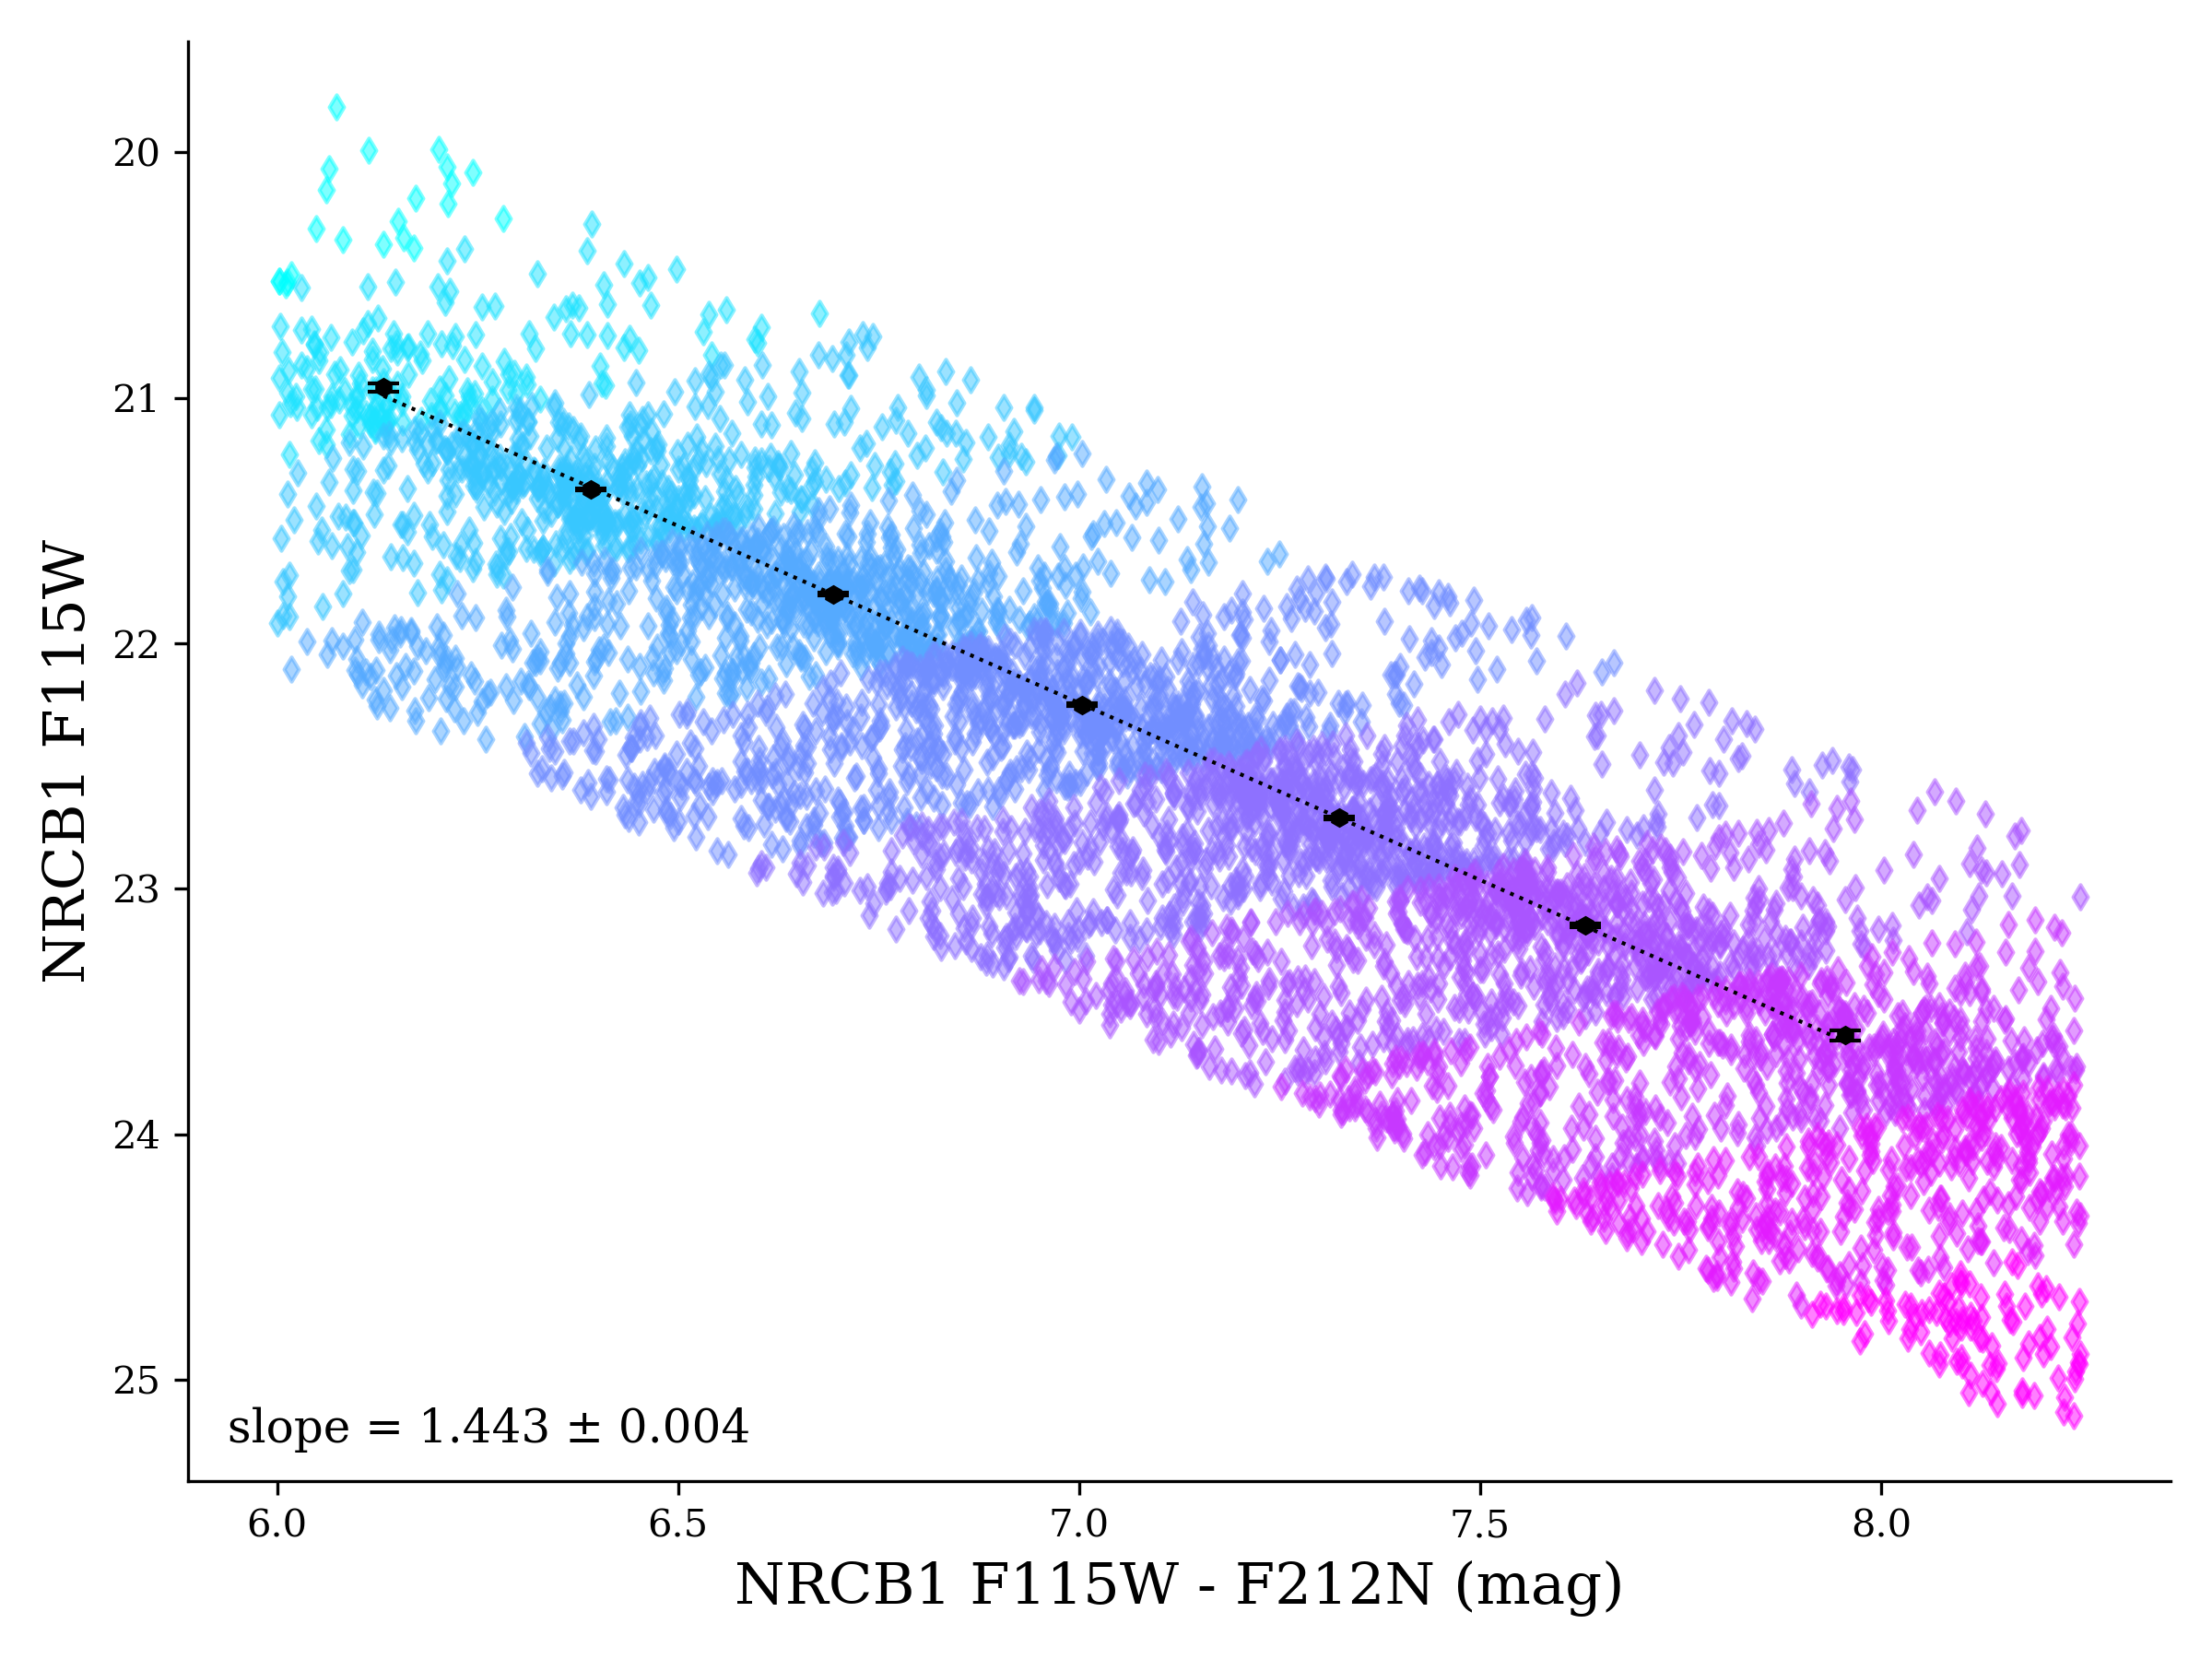 20
21
22
23
24
25
NRCB1 F115W
slope = 1.443 ± 0.004
6.0 6.5 7.0 7.5 8.0
NRCB1 F115W - F212N (mag)